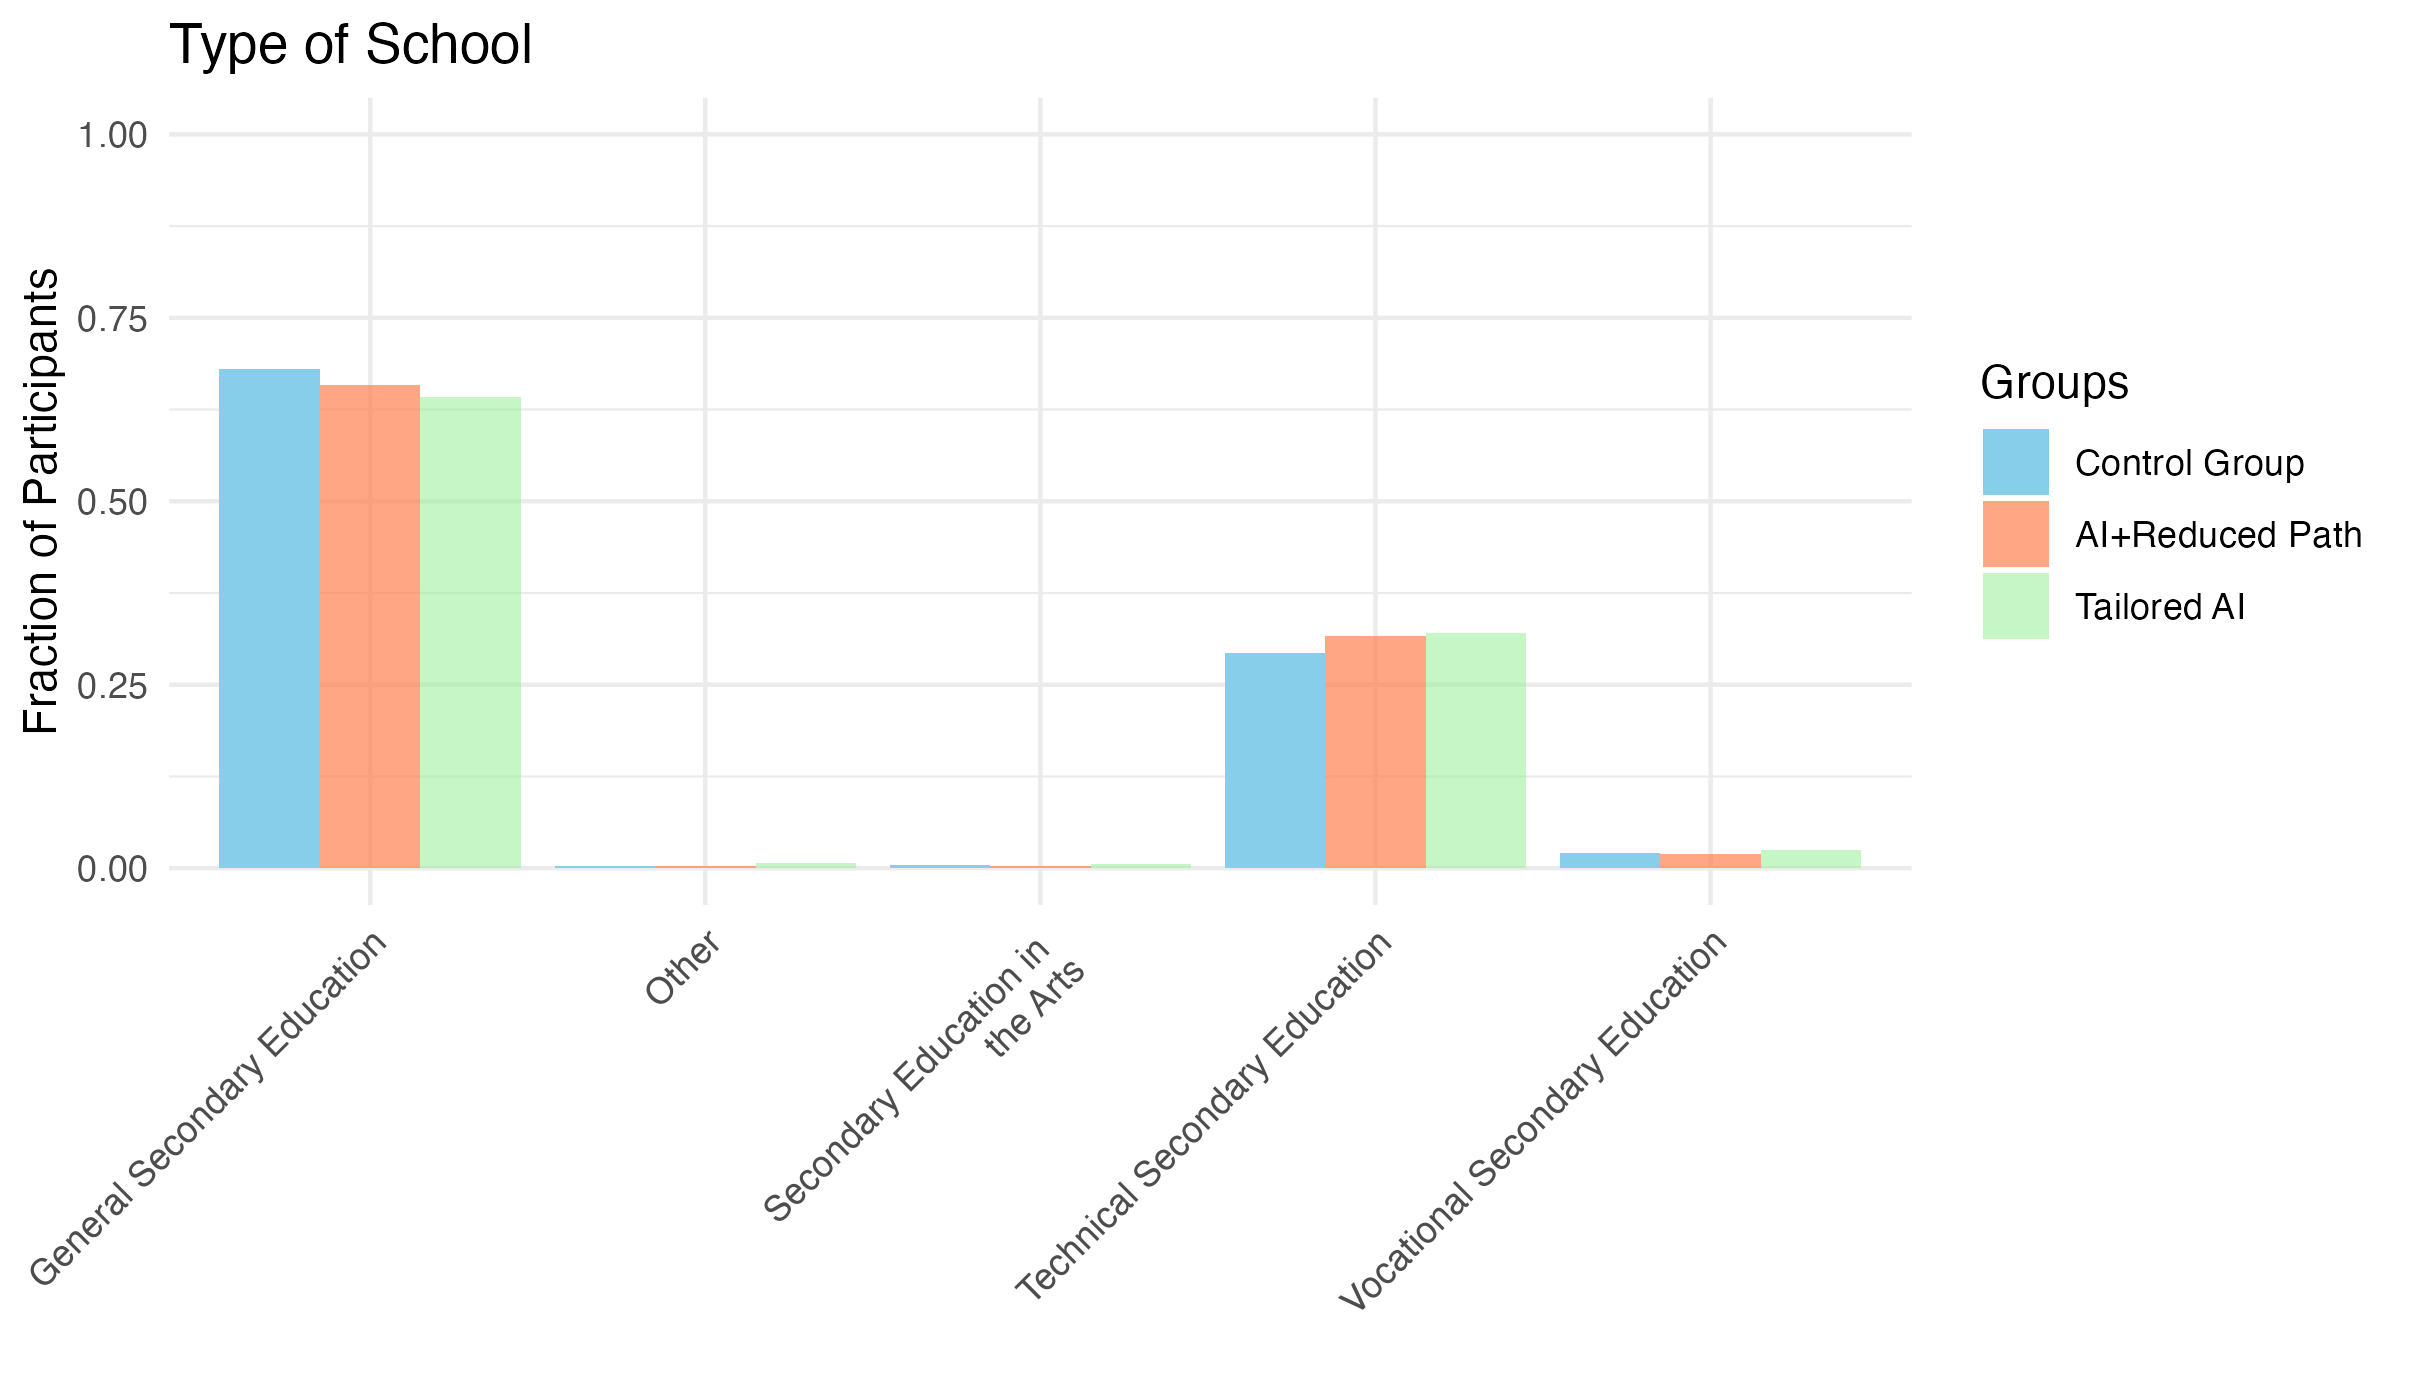 Type of School
Fraction of Participants
1.00
0.75
0.50
0.25
0.00
General Secondary Education
Other
Secondary Education in
the Arts
Technical Secondary Education
Vocational Secondary Education
Groups
Control Group
AI+Reduced Path
Tailored AI